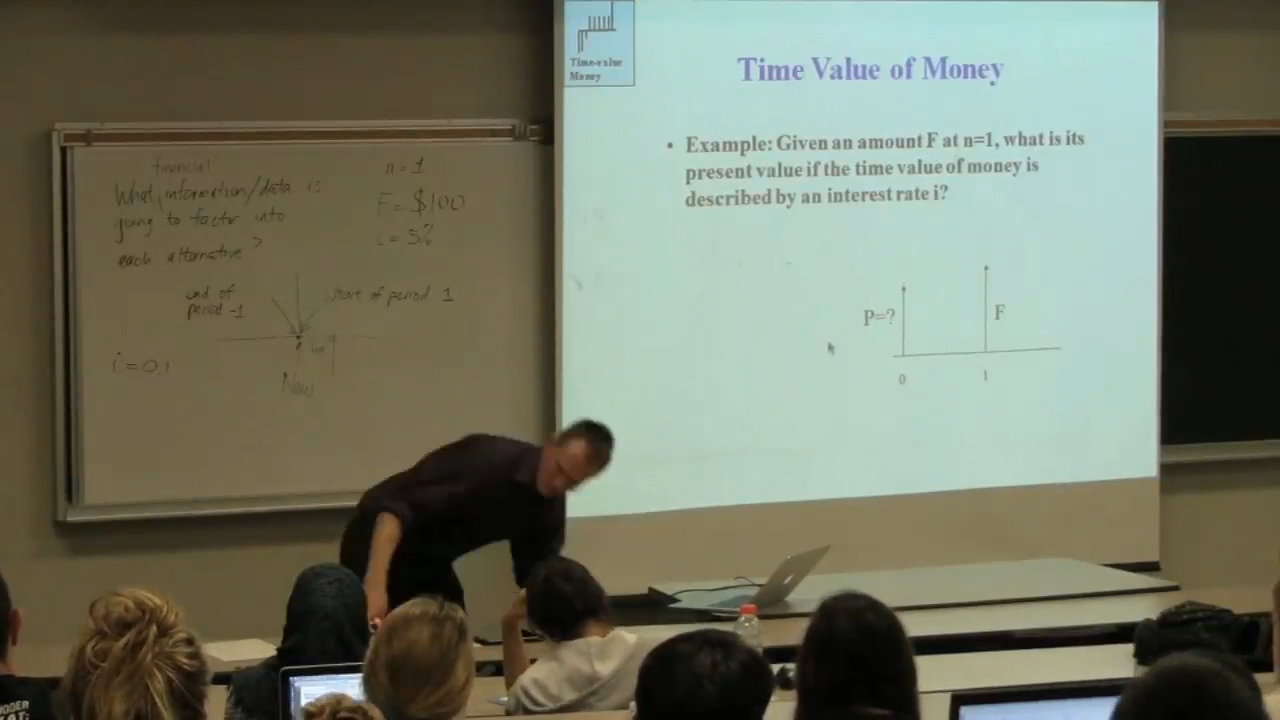 financial
What information/data is
going to factor into
each alternative?
n = 1
F = $100
i = 5%
end of
period -1
start of period 1
Now
i = 0.1
Time-value
Money
Time Value of Money
• Example: Given an amount F at n=1, what is its
present value if the time value of money is
described by an interest rate i?
P=?
F
0
1